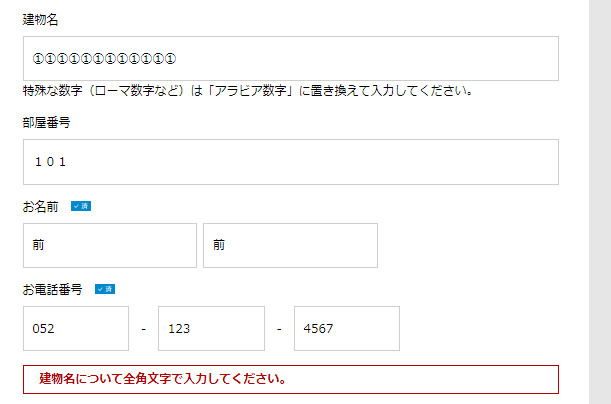 建物名
①①①①①①①①①①①①
特殊な数字（ローマ数字など）は「アラビア数字」に置き換えて入力してください。
部屋番号
１０１
お名前 ✓済
前 前
お電話番号 ✓済
052 - 123 - 4567
建物名について全角文字で入力してください。